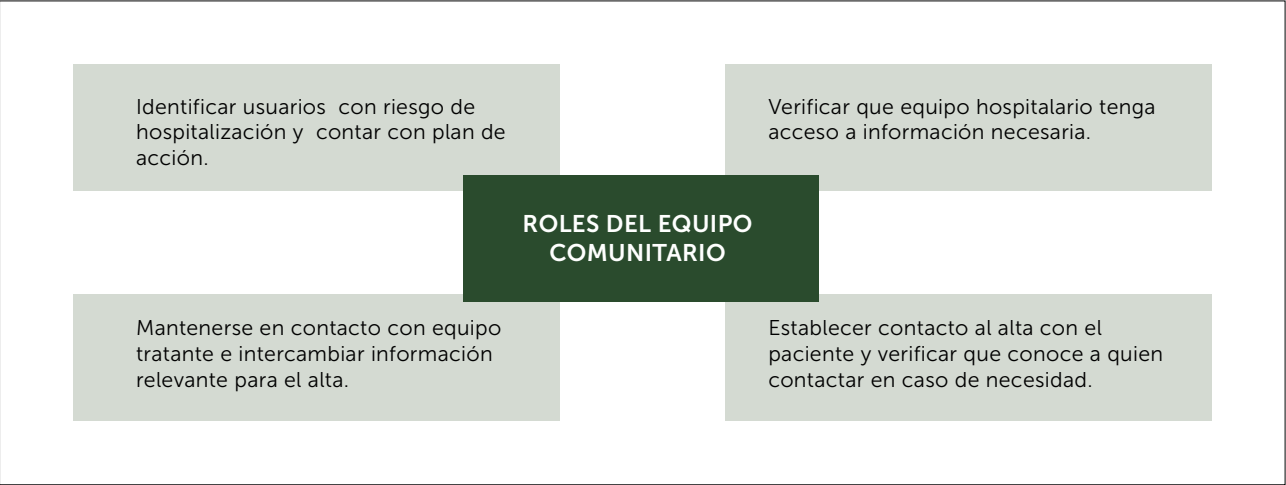 Identificar usuarios  con riesgo de
hospitalización y  contar con plan de
acción.
Verificar que equipo hospitalario tenga
acceso a información necesaria.
ROLES DEL EQUIPO
COMUNITARIO
Mantenerse en contacto con equipo
tratante e intercambiar información
relevante para el alta.
Establecer contacto al alta con el
paciente y verificar que conoce a quien
contactar en caso de necesidad.